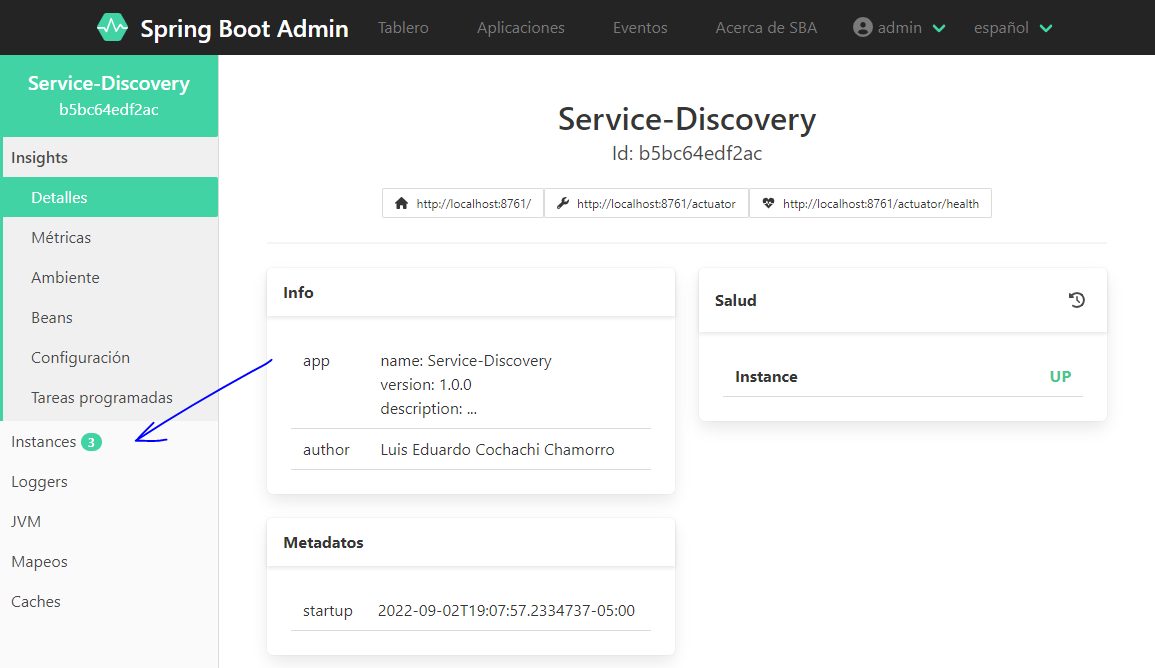 Spring Boot Admin
Tablero
Aplicaciones
Eventos
Acerca de SBA
admin
español
Service-Discovery
b5bc64edf2ac
Insights
Detalles
Métricas
Ambiente
Beans
Configuración
Tareas programadas
Instances 3
Loggers
JVM
Mapeos
Caches
Service-Discovery
Id: b5bc64edf2ac
http://localhost:8761/
http://localhost:8761/actuator
http://localhost:8761/actuator/health
Info
app
name: Service-Discovery
version: 1.0.0
description: ...
author
Luis Eduardo Cochachi Chamorro
Metadatos
startup
2022-09-02T19:07:57.2334737-05:00
Salud
Instance
UP